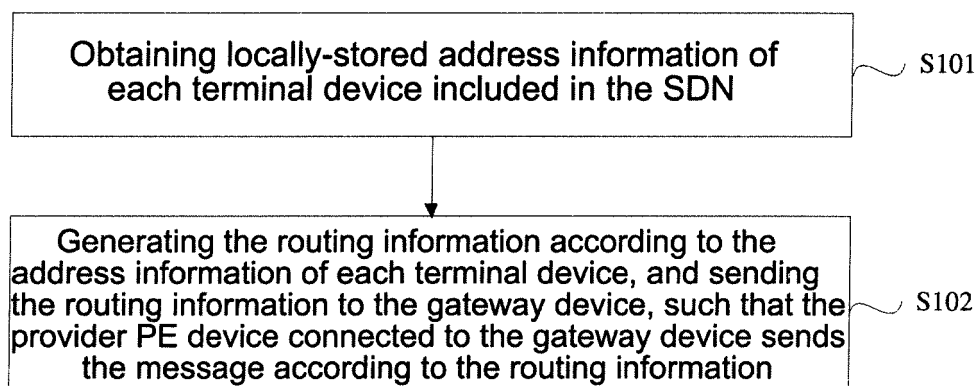 Obtaining locally-stored address information of
each terminal device included in the SDN
S101
Generating the routing information according to the
address information of each terminal device, and sending
the routing information to the gateway device, such that the
provider PE device connected to the gateway device sends
the message according to the routing information
S102